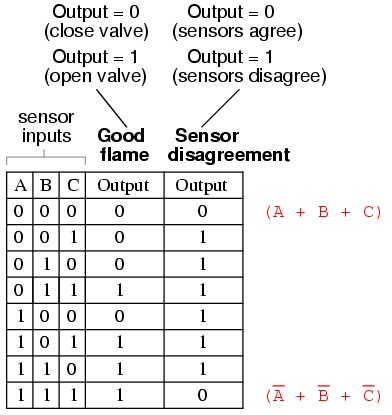 Output = 0 Output = 0
(close valve) (sensors agree)
Output = 1 Output = 1
(open valve) (sensors disagree)
sensor
inputs
Good Sensor
flame disagreement
A B C Output Output
0 0 0 0 0 (A + B + C)
0 0 1 0 1
0 1 0 0 1
0 1 1 1 1
1 0 0 0 1
1 0 1 1 1
1 1 0 1 1
1 1 1 1 0 (A̅ + B̅ + C̅)